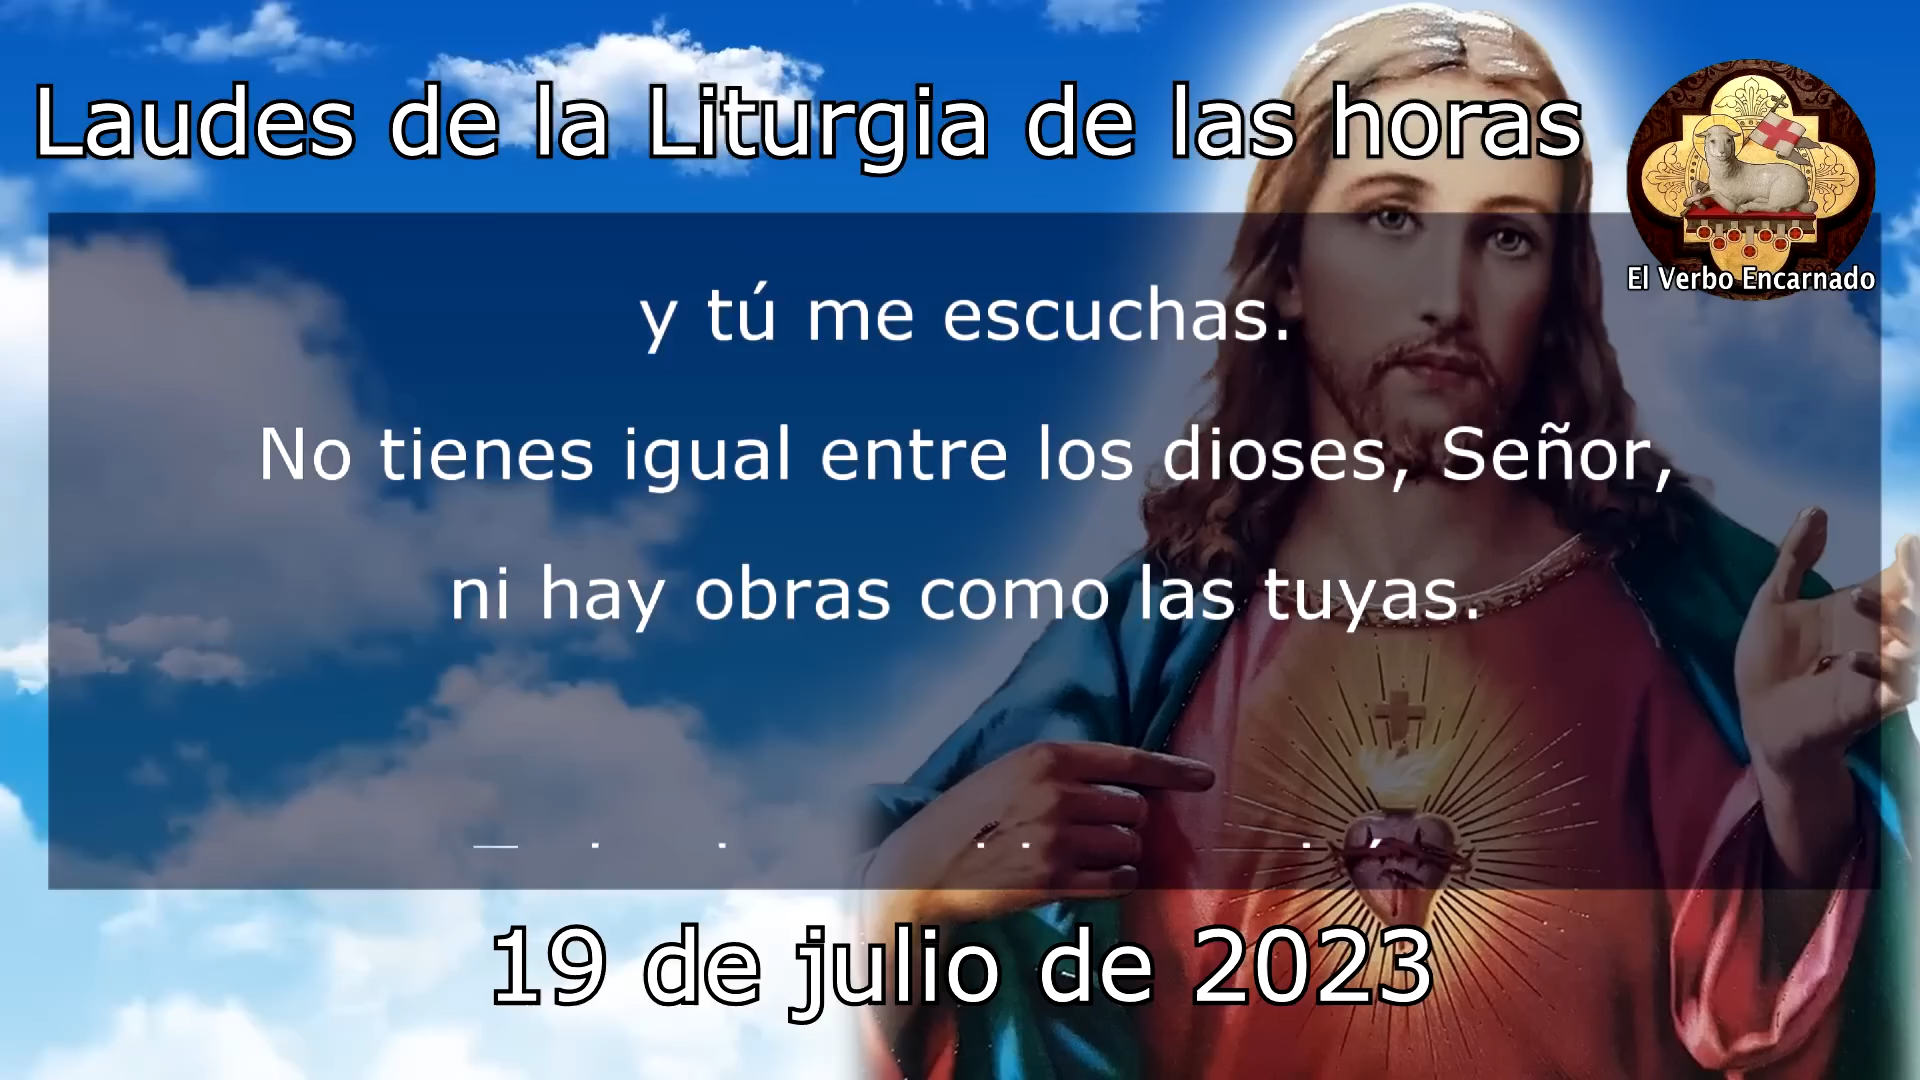 Laudes de la Liturgia de las horas
El Verbo Encarnado
y tú me escuchas.
No tienes igual entre los dioses, Señor,
ni hay obras como las tuyas.
19 de julio de 2023